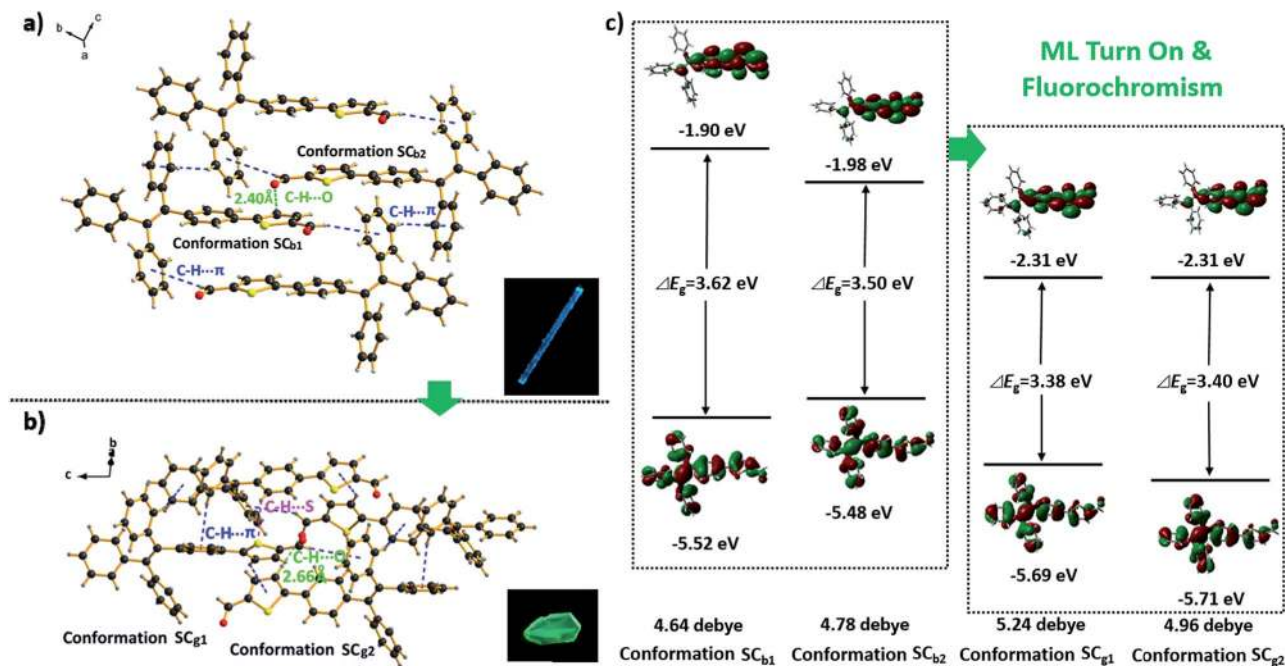 a)
c
b
a
Conformation SCb2
2.40Å
C-H···O
C-H···π
Conformation SCb1
C-H···π
b)
b
c
C-H···S
C-H···π
C-H···O
2.66Å
Conformation SCg1
Conformation SCg2
c)
-1.90 eV
-1.98 eV
⊿Eg=3.62 eV
⊿Eg=3.50 eV
-5.52 eV
-5.48 eV
4.64 debye
Conformation SCb1
4.78 debye
Conformation SCb2
ML Turn On &
Fluorochromism
-2.31 eV
-2.31 eV
⊿Eg=3.38 eV
⊿Eg=3.40 eV
-5.69 eV
-5.71 eV
5.24 debye
Conformation SCg1
4.96 debye
Conformation SCg2